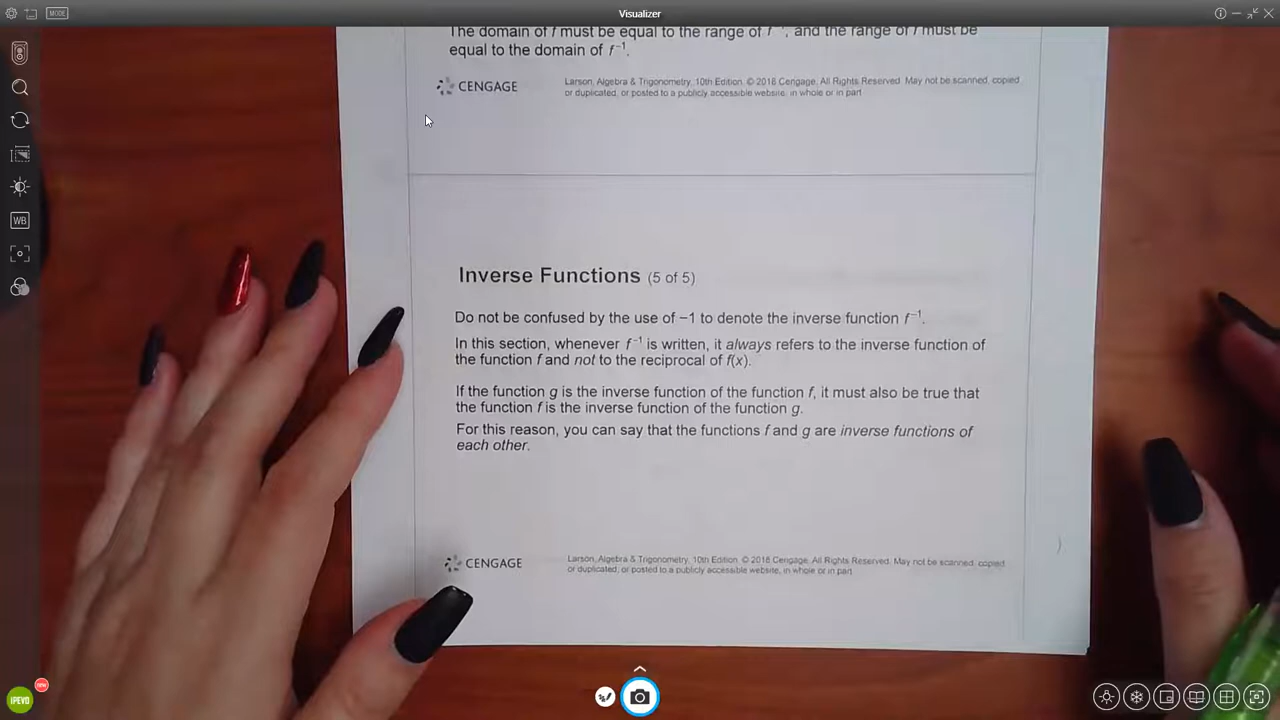 MODE
Visualizer
The domain of f must be equal to the range of f⁻¹, and the range of f must be
equal to the domain of f⁻¹.
CENGAGE
Larson, Algebra & Trigonometry, 10th Edition. © 2018 Cengage. All Rights Reserved. May not be scanned, copied
or duplicated, or posted to a publicly accessible website, in whole or in part.
WB
Inverse Functions (5 of 5)
Do not be confused by the use of −1 to denote the inverse function f⁻¹.
In this section, whenever f⁻¹ is written, it always refers to the inverse function of
the function f and not to the reciprocal of f(x).
If the function g is the inverse function of the function f, it must also be true that
the function f is the inverse function of the function g.
For this reason, you can say that the functions f and g are inverse functions of
each other.
CENGAGE
Larson, Algebra & Trigonometry, 10th Edition. © 2018 Cengage. All Rights Reserved. May not be scanned, copied
or duplicated, or posted to a publicly accessible website, in whole or in part.
IPEVO
new